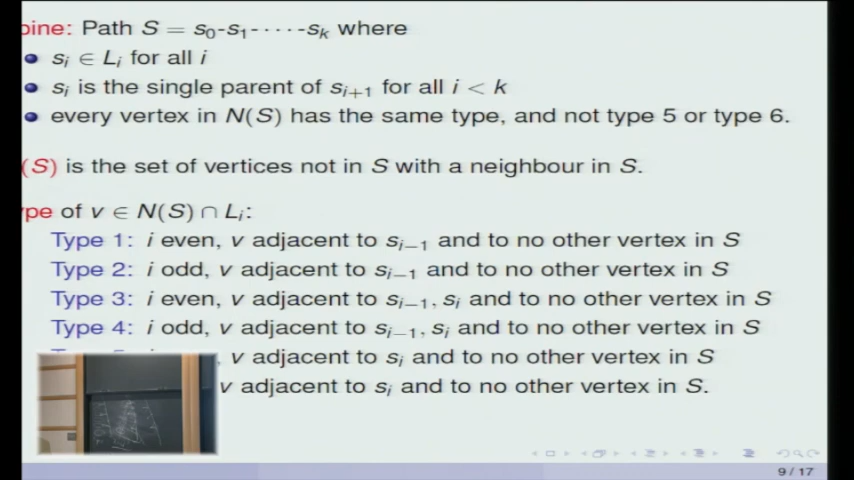 pine: Path S = s₀-s₁-⋯⋯-sₖ where
sᵢ ∈ Lᵢ for all i
sᵢ is the single parent of sᵢ₊₁ for all i < k
every vertex in N(S) has the same type, and not type 5 or type 6.
(S) is the set of vertices not in S with a neighbour in S.
ype of v ∈ N(S) ∩ Lᵢ:
Type 1: i even, v adjacent to sᵢ₋₁ and to no other vertex in S
Type 2: i odd, v adjacent to sᵢ₋₁ and to no other vertex in S
Type 3: i even, v adjacent to sᵢ₋₁, sᵢ and to no other vertex in S
Type 4: i odd, v adjacent to sᵢ₋₁, sᵢ and to no other vertex in S
, v adjacent to sᵢ and to no other vertex in S
v adjacent to sᵢ and to no other vertex in S.
9 / 17